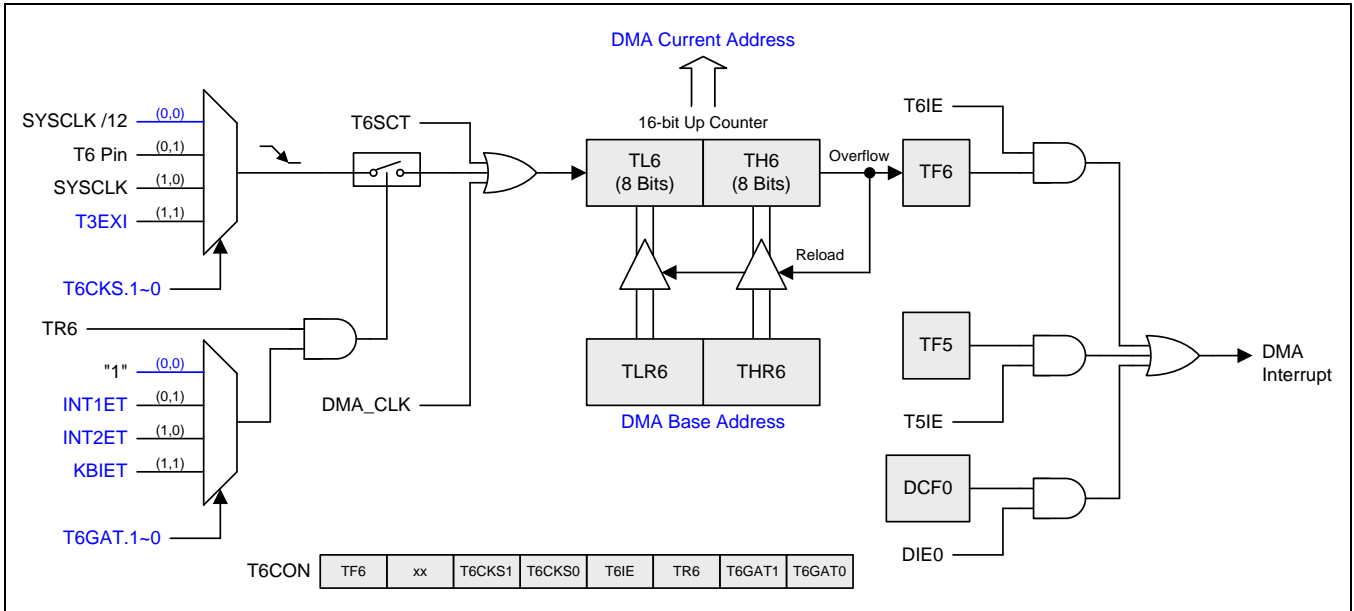 DMA Current Address
SYSCLK /12
(0,0)
T6 Pin
(0,1)
SYSCLK
(1,0)
T3EXI
(1,1)
T6CKS.1~0
TR6
"1"
(0,0)
INT1ET
(0,1)
INT2ET
(1,0)
KBIET
(1,1)
T6GAT.1~0
T6SCT
DMA_CLK
16-bit Up Counter
TL6
(8 Bits)
TH6
(8 Bits)
Overflow
Reload
TLR6
THR6
DMA Base Address
T6IE
TF6
TF5
T5IE
DCF0
DIE0
DMA
Interrupt
T6CON TF6 xx T6CKS1 T6CKS0 T6IE TR6 T6GAT1 T6GAT0